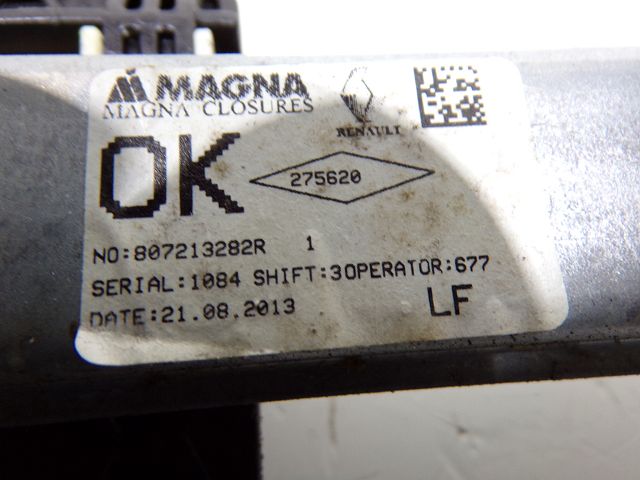 MAGNA
MAGNA CLOSURES
RENAULT
OK
275620
NO:807213282R 1
SERIAL:1084 SHIFT:3OPERATOR:677
DATE:21.08.2013
LF